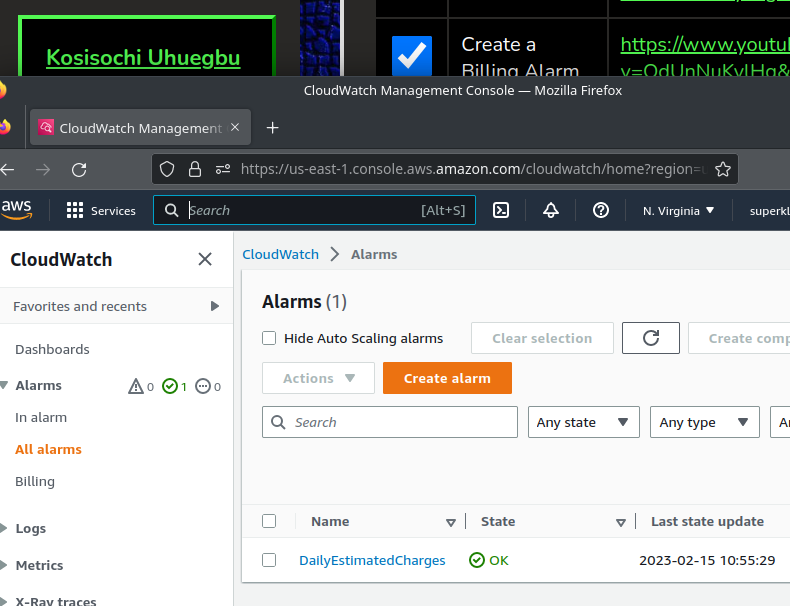 Kosisochi Uhuegbu
Create a
Billing Alarm
https://www.youtu
CloudWatch Management Console — Mozilla Firefox
CloudWatch Management
https://us-east-1.console.aws.amazon.com/cloudwatch/home?region=
aws
Services
Search
[Alt+S]
N. Virginia
superkl
CloudWatch
Favorites and recents
Dashboards
Alarms
0
1
0
In alarm
All alarms
Billing
Logs
Metrics
X-Ray traces
CloudWatch
Alarms
Alarms (1)
Hide Auto Scaling alarms
Clear selection
Create comp
Actions
Create alarm
Search
Any state
Any type
Name
State
Last state update
DailyEstimatedCharges
OK
2023-02-15 10:55:29